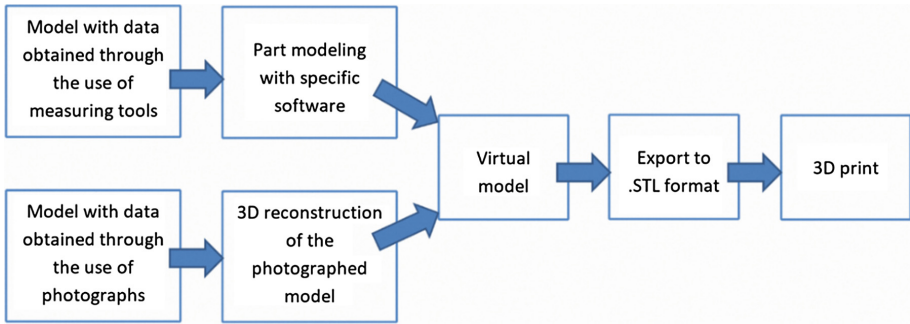 Model with data
obtained through
the use of
measuring tools
Part modeling
with specific
software
Model with data
obtained through
the use of
photographs
3D reconstruction
of the
photographed
model
Virtual
model
Export to
.STL format
3D print